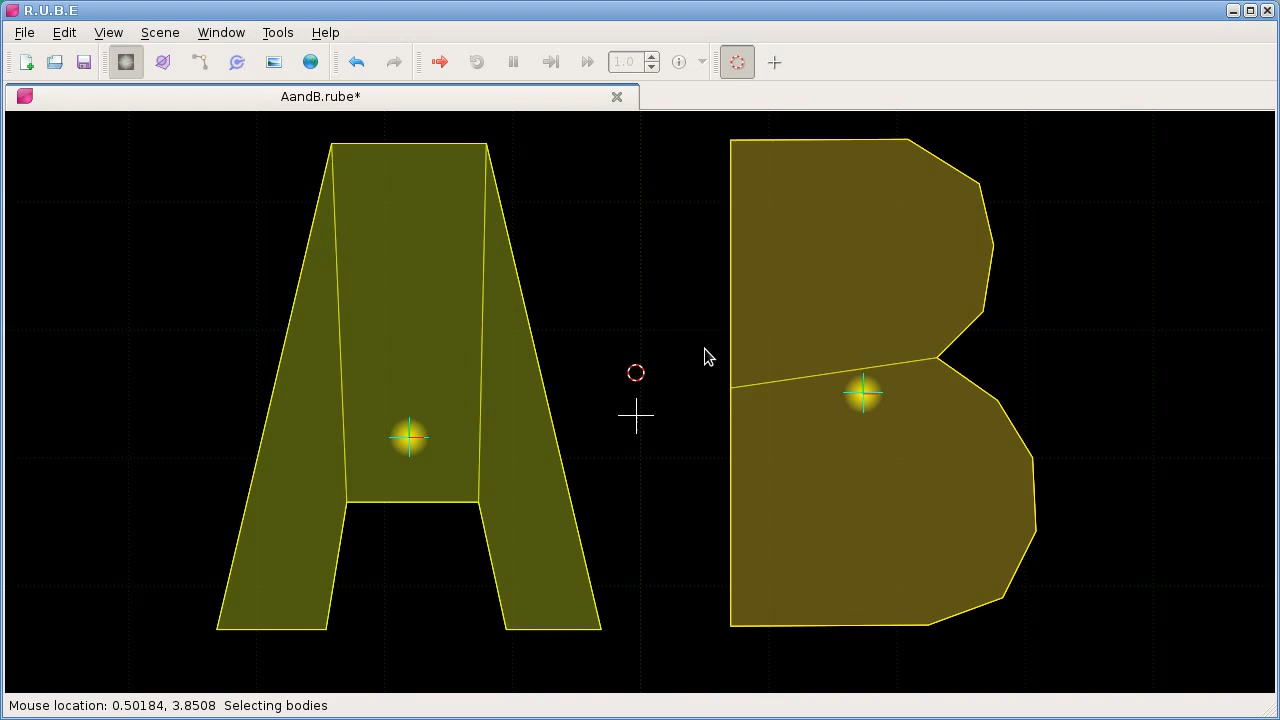 R.U.B.E
File Edit View Scene Window Tools Help
1.0
AandB.rube*
A B
Mouse location: 0.50184, 3.8508 Selecting bodies